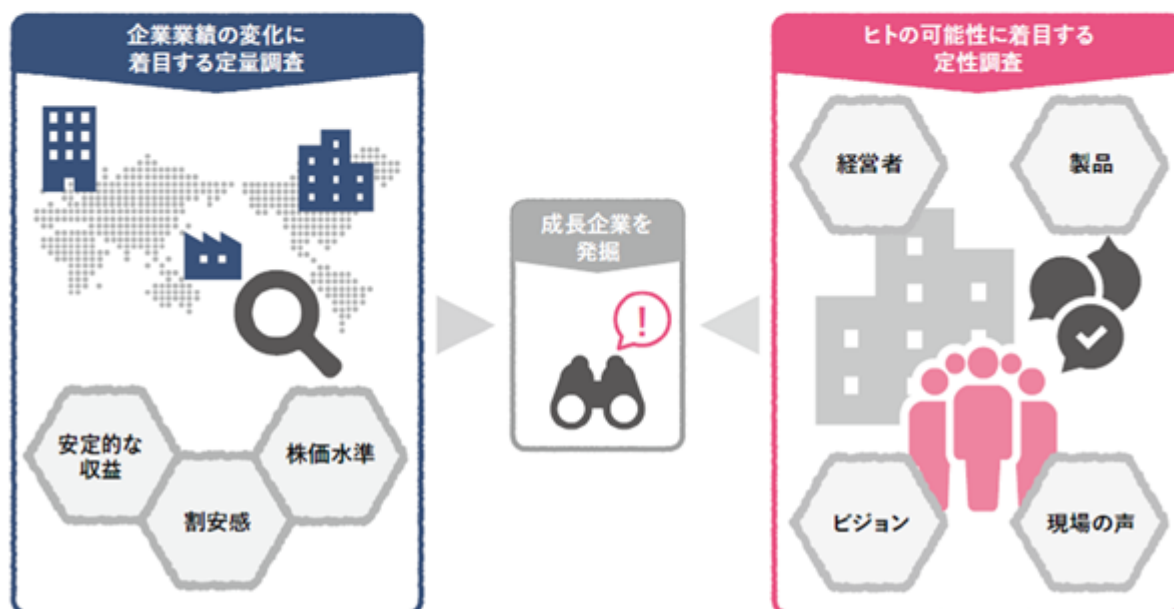 企業業績の変化に
着目する定量調査
安定的な
収益
割安感
株価水準
成長企業を
発掘
!
ヒトの可能性に着目する
定性調査
経営者
製品
ビジョン
現場の声